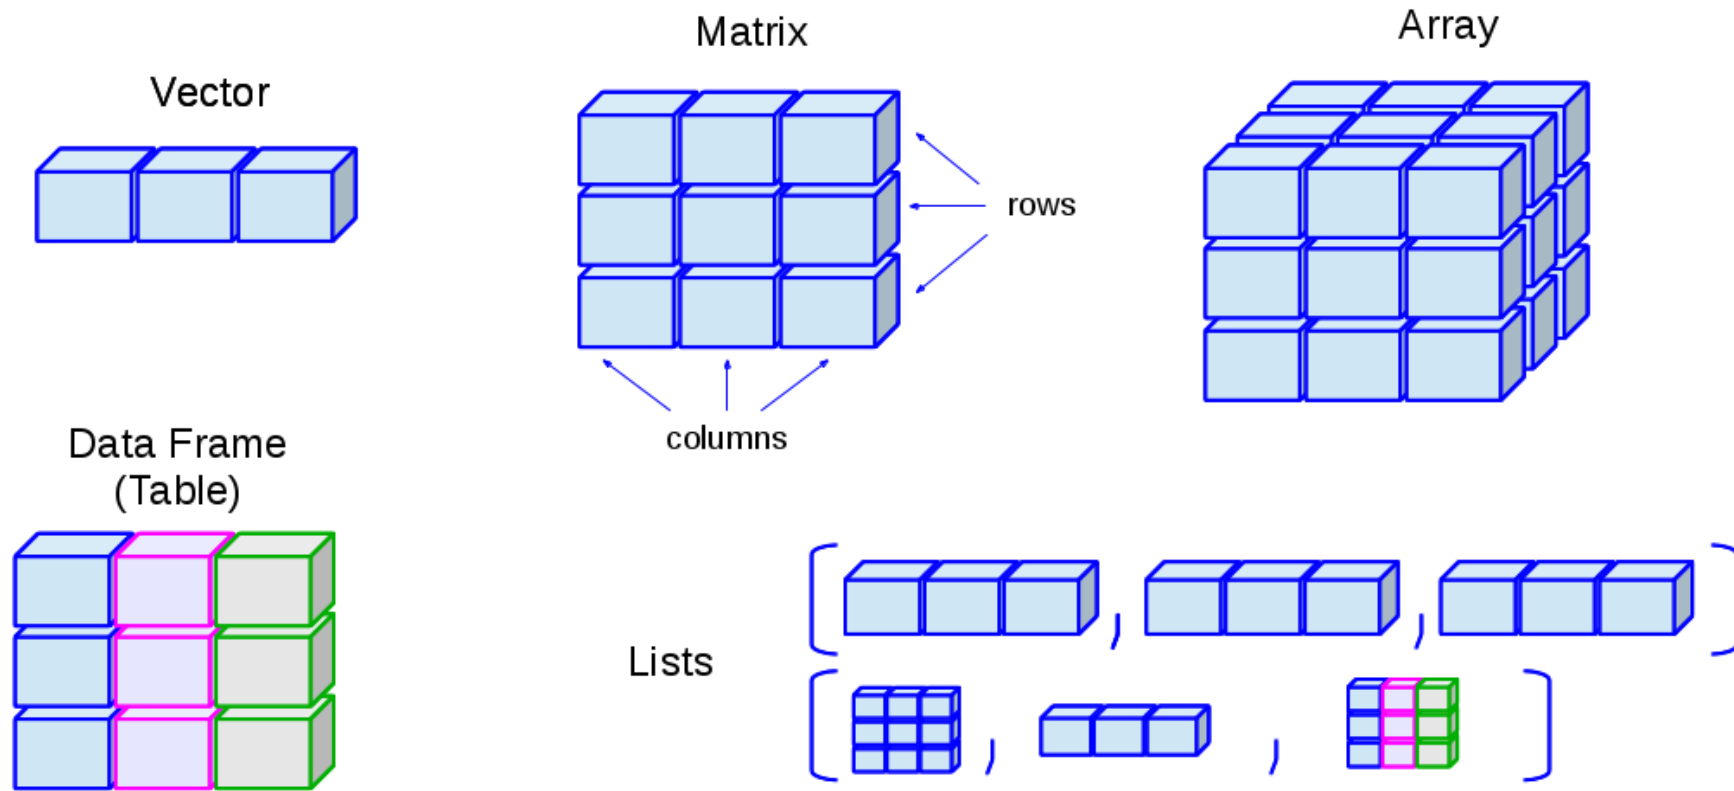 Vector
Matrix
Array
rows
columns
Data Frame
(Table)
Lists